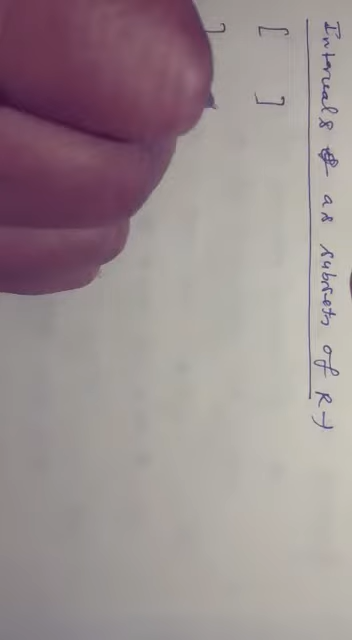 Intervals as subsets of R →
[ ]
]